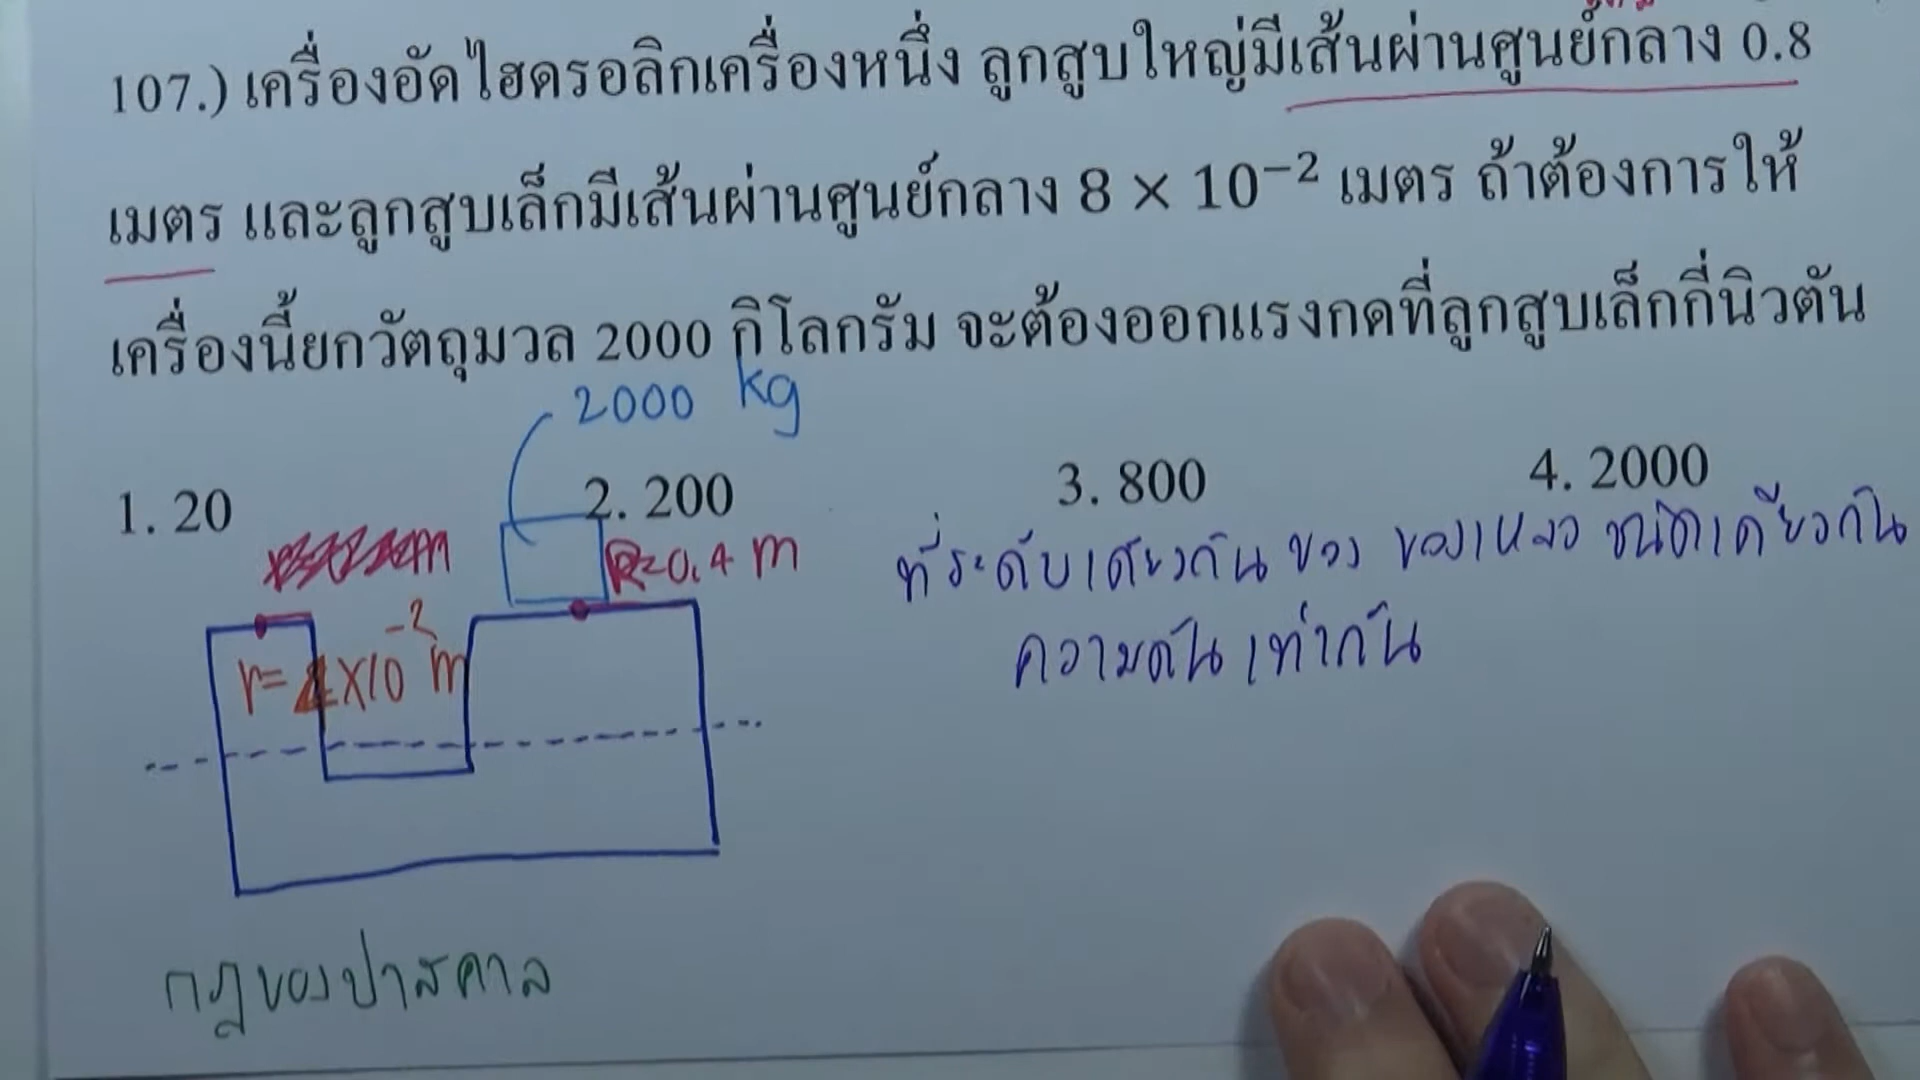 107.) เครื่องอัดไฮดรอลิกเครื่องหนึ่ง ลูกสูบใหญ่มีเส้นผ่านศูนย์กลาง 0.8
เมตร และลูกสูบเล็กมีเส้นผ่านศูนย์กลาง 8 × 10⁻² เมตร ถ้าต้องการให้
เครื่องนี้ยกวัตถุมวล 2000 กิโลกรัม จะต้องออกแรงกดที่ลูกสูบเล็กกี่นิวตัน
2000 kg
1. 20 2. 200 3. 800 4. 2000
R=0.4 m
ที่ระดับเดียวกันของ ของเหลว ชนิดเดียวกัน
r=4×10⁻² m
ความดันเท่ากัน
กฎของปาสคาล